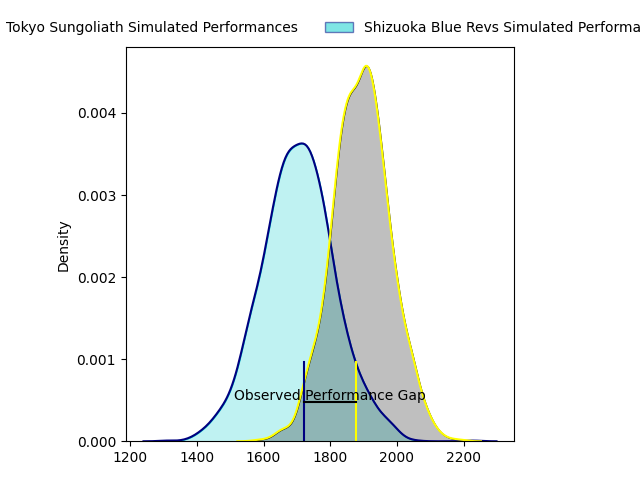 Tokyo Sungoliath Simulated Performances
Shizuoka Blue Revs Simulated Performa
0.004
0.003
0.002
0.001
0.000
Density
Observed Performance Gap
1200 1400 1600 1800 2000 2200